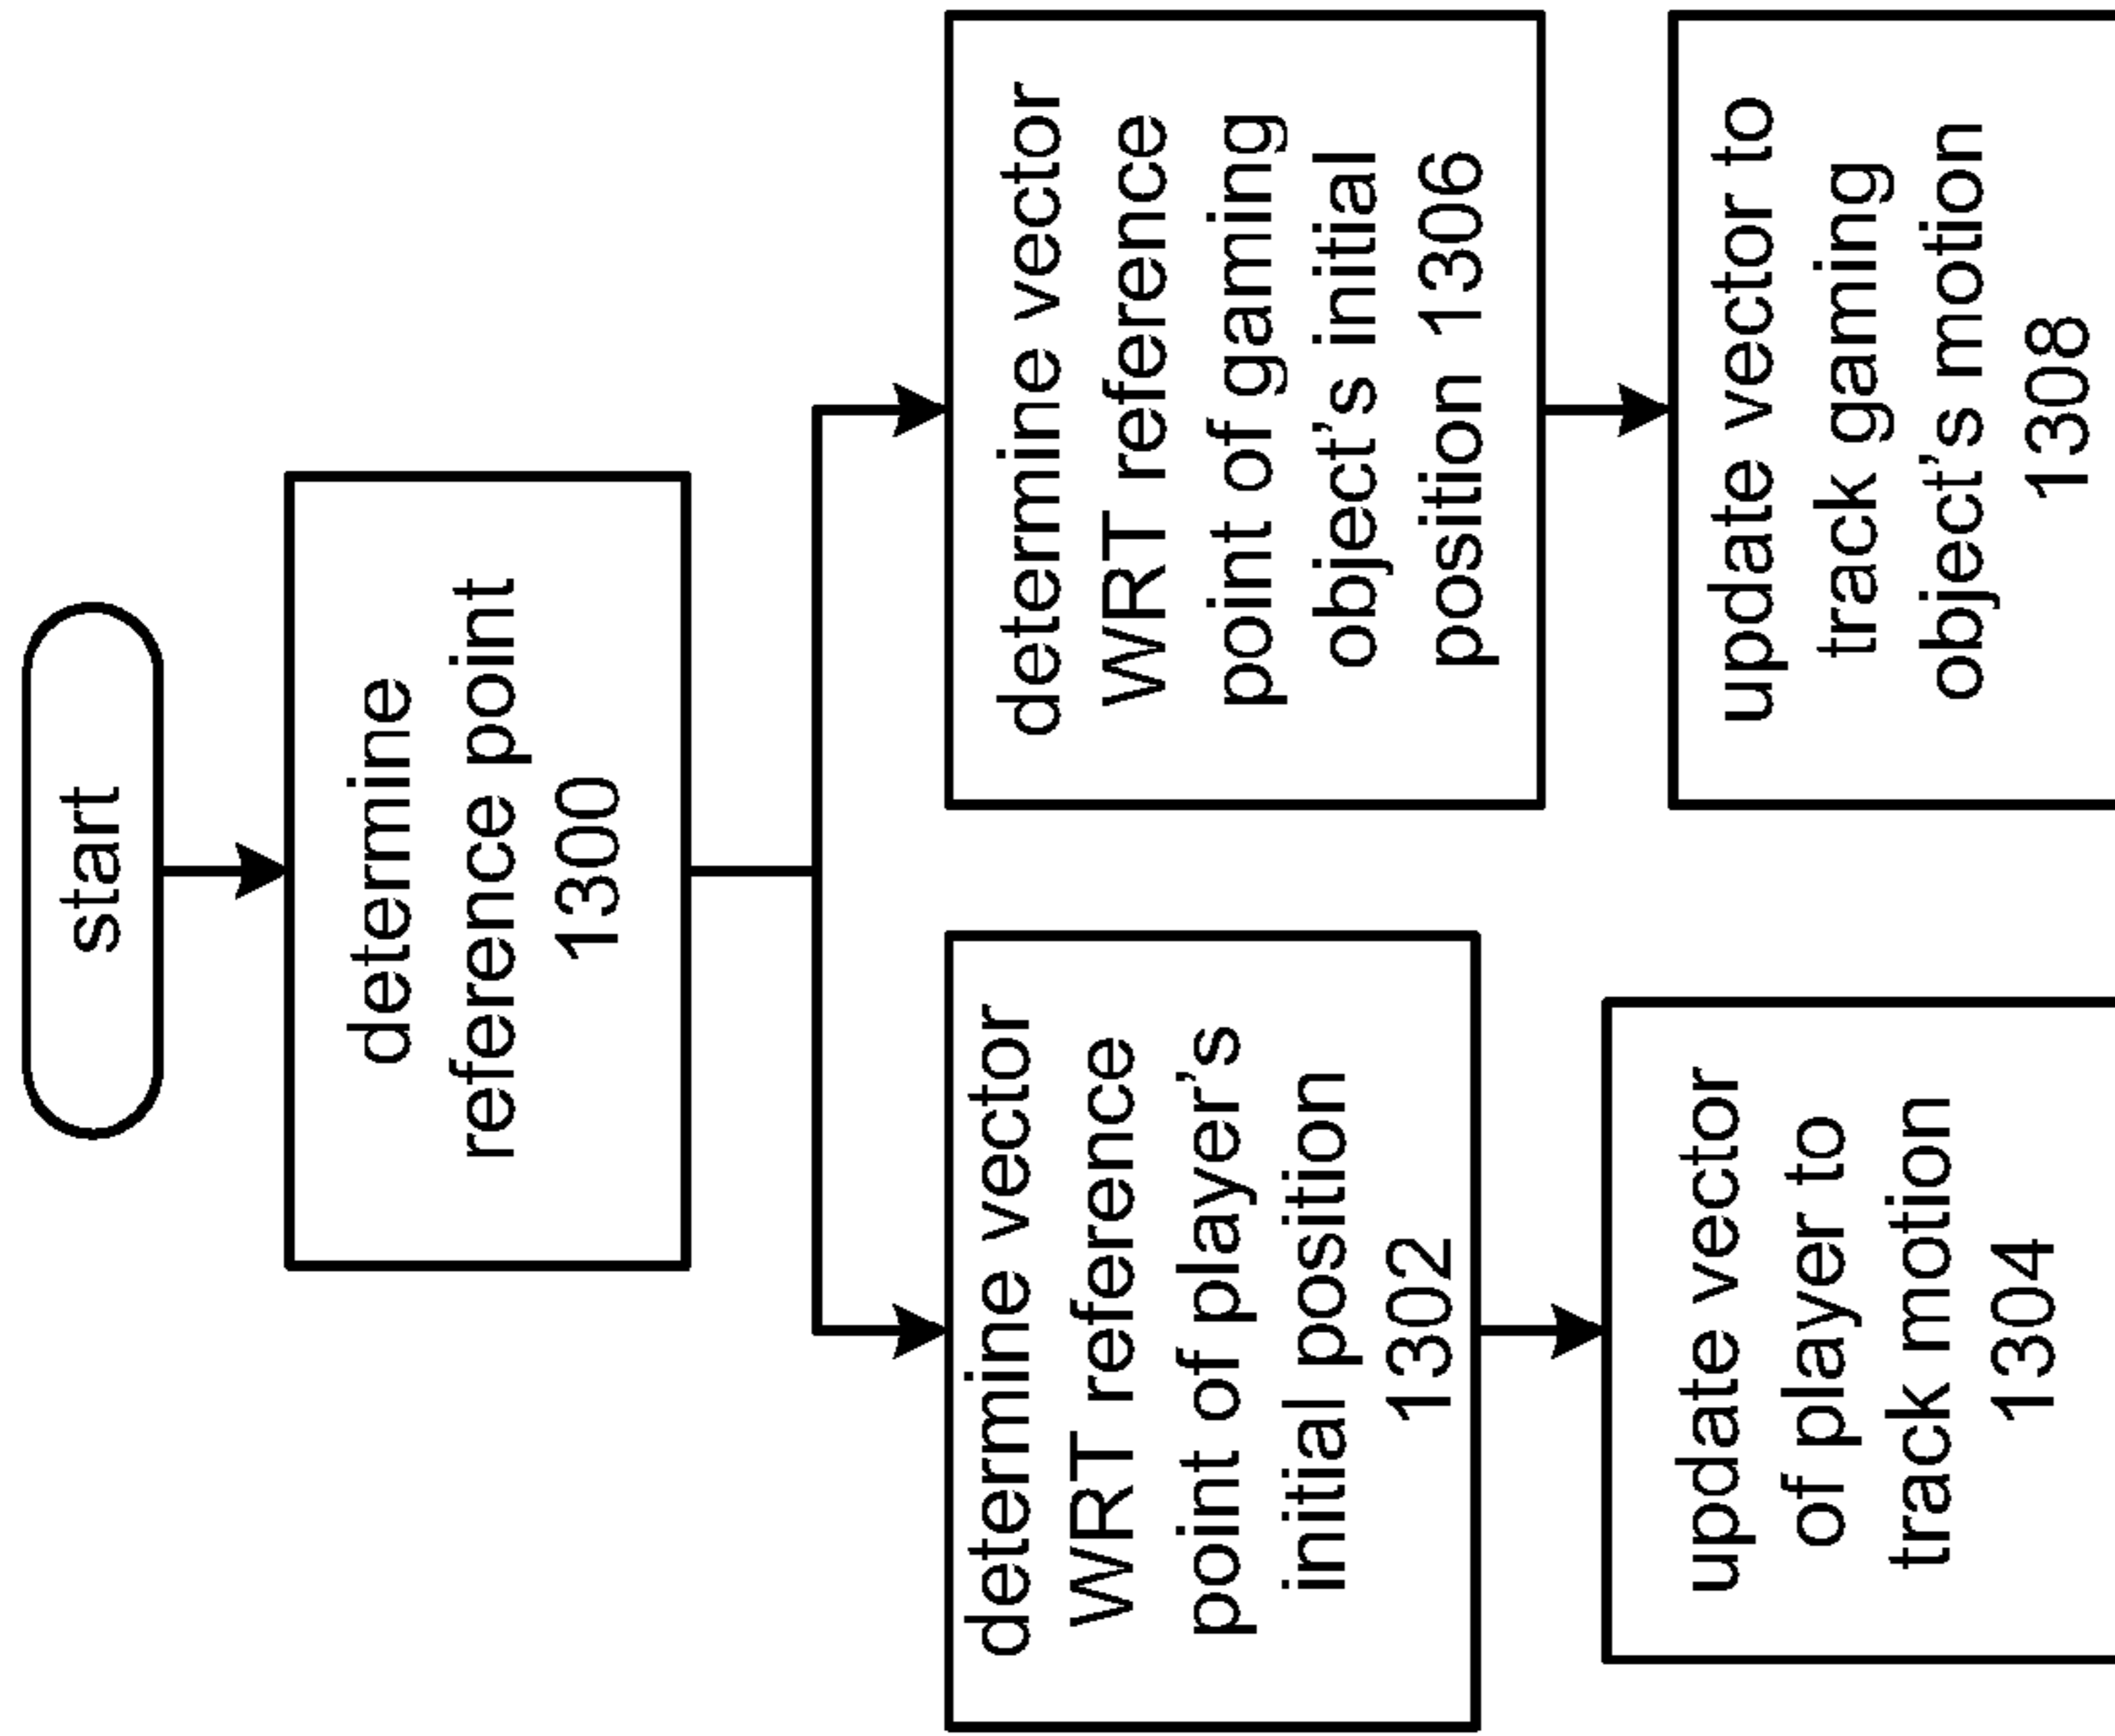 start
determine
reference point
1300
determine vector
WRT reference
point of player's
initial position
1302
update vector
of player to
track motion
1304
determine vector
WRT reference
point of gaming
object's initial
position 1306
update vector to
track gaming
object's motion
1308